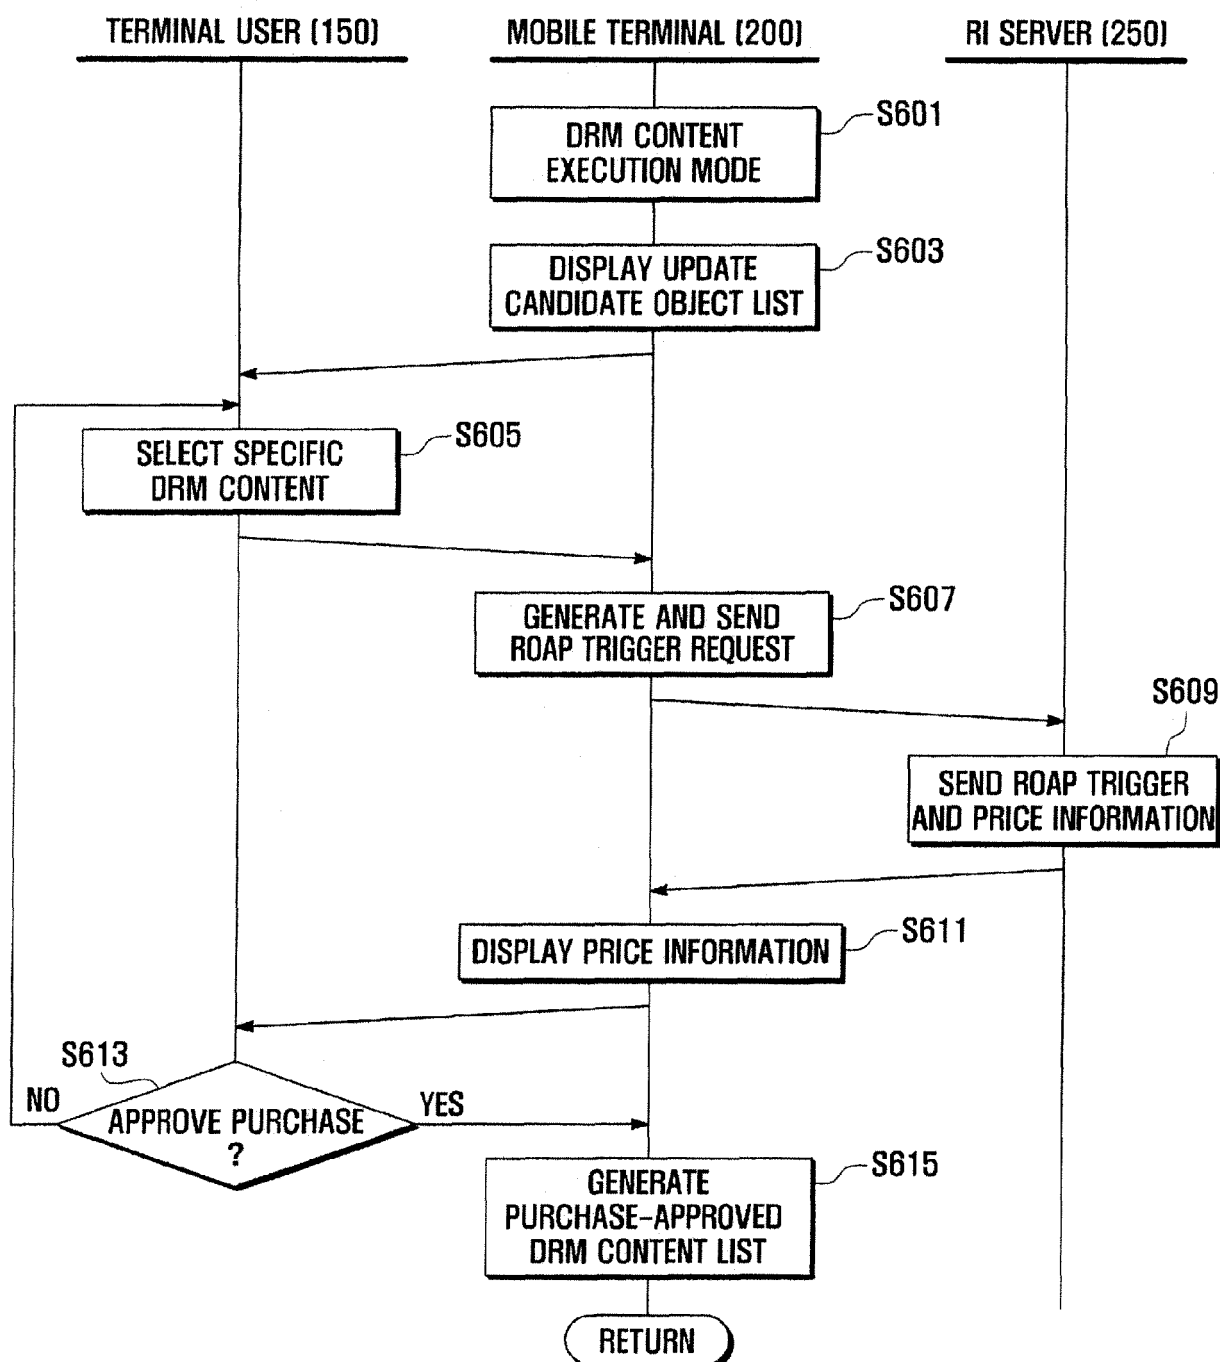 TERMINAL USER (150)
MOBILE TERMINAL (200)
RI SERVER (250)
S601
DRM CONTENT
EXECUTION MODE
S603
DISPLAY UPDATE
CANDIDATE OBJECT LIST
S605
SELECT SPECIFIC
DRM CONTENT
S607
GENERATE AND SEND
ROAP TRIGGER REQUEST
S609
SEND ROAP TRIGGER
AND PRICE INFORMATION
S611
DISPLAY PRICE INFORMATION
S613
NO
APPROVE PURCHASE
?
YES
S615
GENERATE
PURCHASE-APPROVED
DRM CONTENT LIST
RETURN